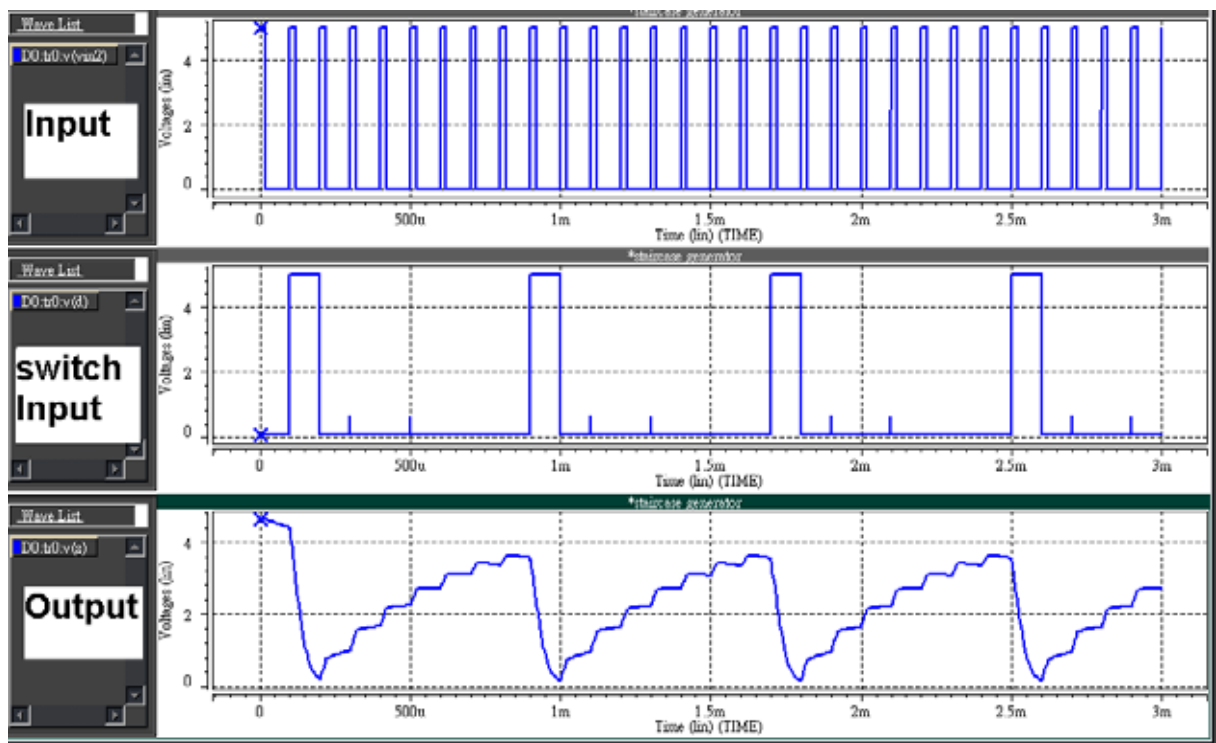 *staircase generator
Wave List
D0:tr0:v(vin2)
Input
Voltages (lin)
4
2
0
0
500u
1m
1.5m
2m
2.5m
3m
Time (lin) (TIME)
*staircase generator
Wave List
D0:tr0:v(d)
switch
Input
Voltages (lin)
4
2
0
0
500u
1m
1.5m
2m
2.5m
3m
Time (lin) (TIME)
*staircase generator
Wave List
D0:tr0:v(z)
Output
Voltages (lin)
4
2
0
0
500u
1m
1.5m
2m
2.5m
3m
Time (lin) (TIME)